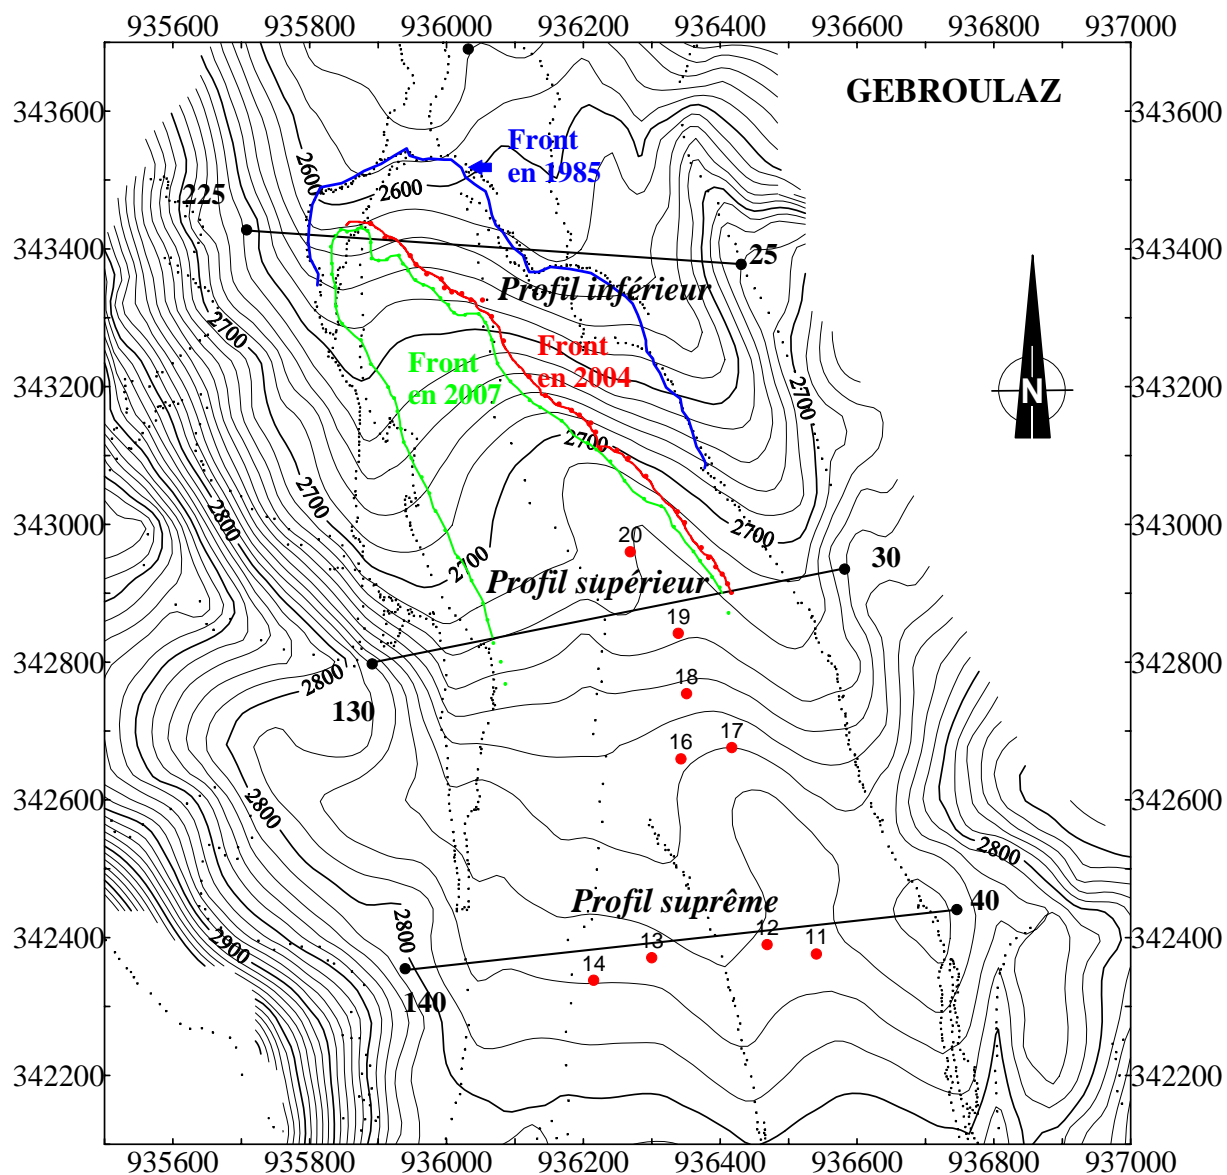 935600 935800 936000 936200 936400 936600 936800 937000
GEBROULAZ
343600 343600
Front
en 1985
2600
2600
225
343400 343400
25
Profil inférieur
2700
Front
en 2004
Front
en 2007
N
343200 343200
2700
2700
2700
2800
2700
343000 343000
20
30
2700
Profil supérieur
19
342800 342800
2800
18
130
17
16
342600 342600
2800
2800
Profil suprême
40
2800
12
11
13
342400 342400
2900
14
140
342200 342200
935600 935800 936000 936200 936400 936600 936800 937000